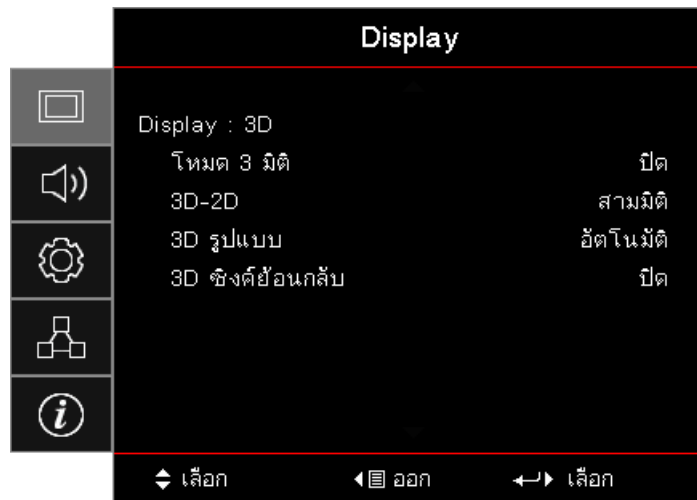 Display
Display : 3D
โหมด 3 มิติ ปิด
3D-2D สามมิติ
3D รูปแบบ อัตโนมัติ
3D ซิงค์ย้อนกลับ ปิด
เลือก ออก เลือก